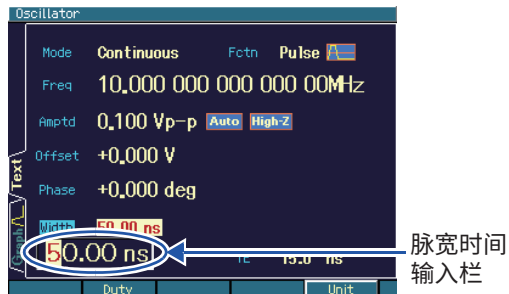 Oscillator
Mode Continuous Fctn Pulse
Freq 10.000 000 000 000 00MHz
Amptd 0.100 Vp-p Auto High-Z
Offset +0.000 V
Phase +0.000 deg
Width 50.00 ns
50.00 ns 15.0 ns
Text
Graph
Duty Unit
脉宽时间
输入栏